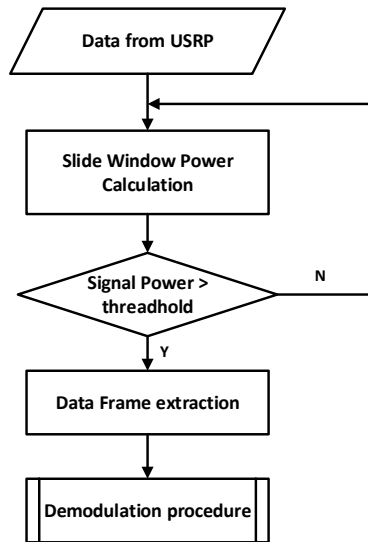 Data from USRP
Slide Window Power
Calculation
Signal Power >
threadhold
N
Y
Data Frame extraction
Demodulation procedure